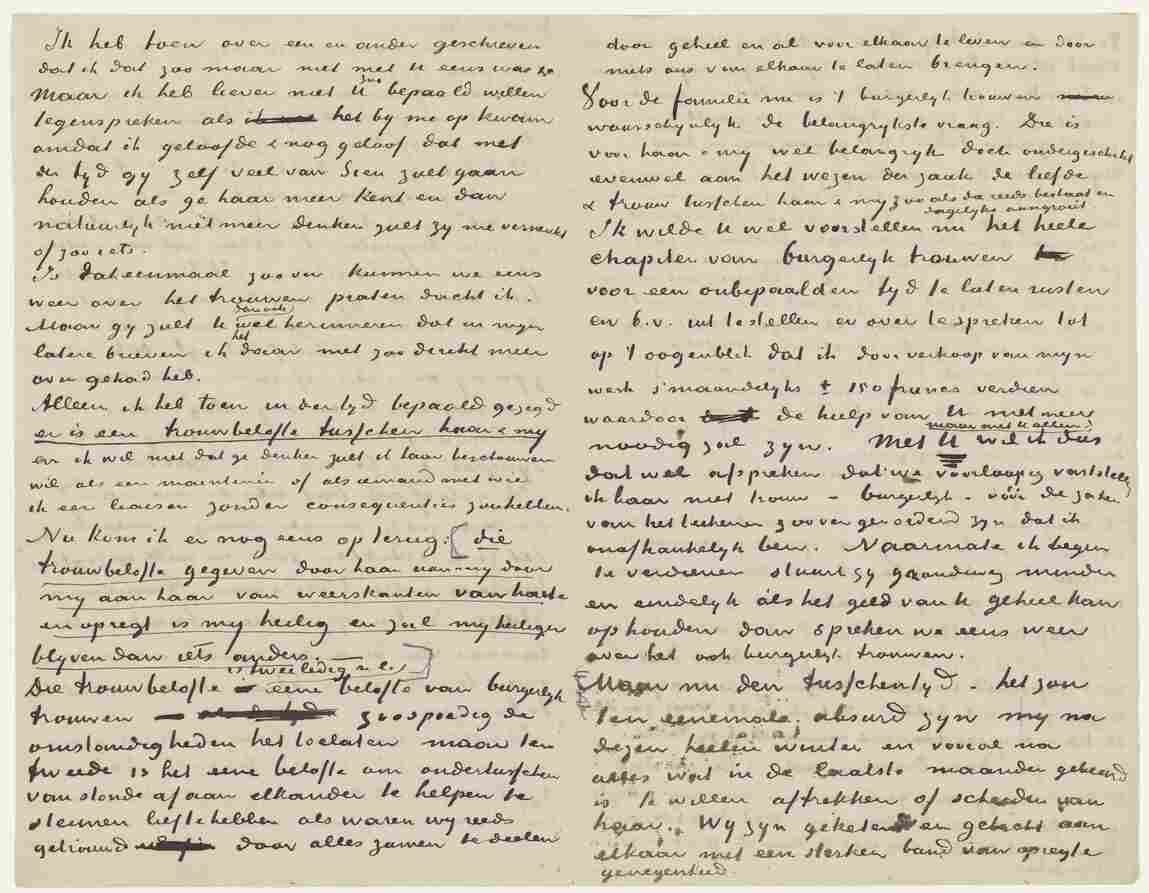 Ik heb toen over een en ander geschreven
dat ik dat zoo maar niet met U eens was &c
Maar ik heb liever niet U zoo bepaald willen
tegenspreken als het by me op kwam
omdat ik geloofde & nog geloof dat met
der tyd gy zelf veel van Sien zult gaan
houden als ge haar meer kent en dan
natuurlyk niet meer denken zult zy me verneukt
of zoo iets.
Is dat eenmaal zoo ver kunnen we eens
weer over het trouwen praten dacht ik.
Maar gy zult U dan ook wel herinneren dat in myn
latere brieven ik het daar niet zoo direkt meer
over gehad heb.
Alleen ik heb toen in der tyd bepaald gezegd
er is een trouwbelofte tusschen haar & my
en ik wil niet dat ge denken zult ik haar beschouwen
wil als een maintenée of als iemand met wie
ik een liaison zonder consequenties zou hebben.
Nu kom ik er nog eens op terug: [die
trouwbelofte gegeven door haar aan my door
my aan haar van weerskanten van harte
en opregt is my heilig en zal my heiliger
blyven dan iets anders.]
Die trouwbelofte is tweeledig n.l. eene belofte van burgerlyk
trouwen zoo spoedig de
omstandigheden het toelaten maar ten
tweede is het eene belofte om ondertusschen
van stonde af aan elkander te helpen te
steunen lief te hebben als waren wy reeds
getrouwd door alles zamen te deelen
door geheel en al voor elkaar te leven en door
niets ons van elkaar te laten brengen.
Voor de familie nu is 't burgerlyk trouwen
waarschynlyk de belangrykste vraag. Die is
voor haar & my wel belangryk doch ondergeschikt
evenwel aan het wezen der zaak de liefde
& trouw tusschen haar & my zoo als die reeds bestaat en
dagelyks aangroeit
Ik wilde U wel voorstellen nu het heele
chapiter van burgerlyk trouwen
voor een onbepaalden tyd te laten rusten
en b.v. uit te stellen er over te spreken tot
op 't oogenblik dat ik door verkoop van myn
werk s'maandelyks ± 150 francs verdien
waardoor de hulp van U niet meer
noodig zal zyn. Met U maar met U alleen wil ik dus
dat wel afspreken dat we voorloopig vaststellen
ik haar niet trouw – burgerlyk – vóór de zaken
van het teekenen zoo ver gevorderd zyn dat ik
onafhankelyk ben. Naarmate ik begin
te verdienen stuurt gy gaandeweg minder
en eindelyk als het geld van U geheel kan
ophouden dan spreken we eens weer
over het ook burgerlyk trouwen.
Maar nu den tusschentyd – het zou
ten eenemale absurd zyn my na
dezen heelen winter en vooral na
alles wat in de laatste maanden gebeurd
is te willen aftrekken of scheiden van
haar. Wy zyn geketend en gehecht aan
elkaar met een sterken band van opregte
genegenheid.